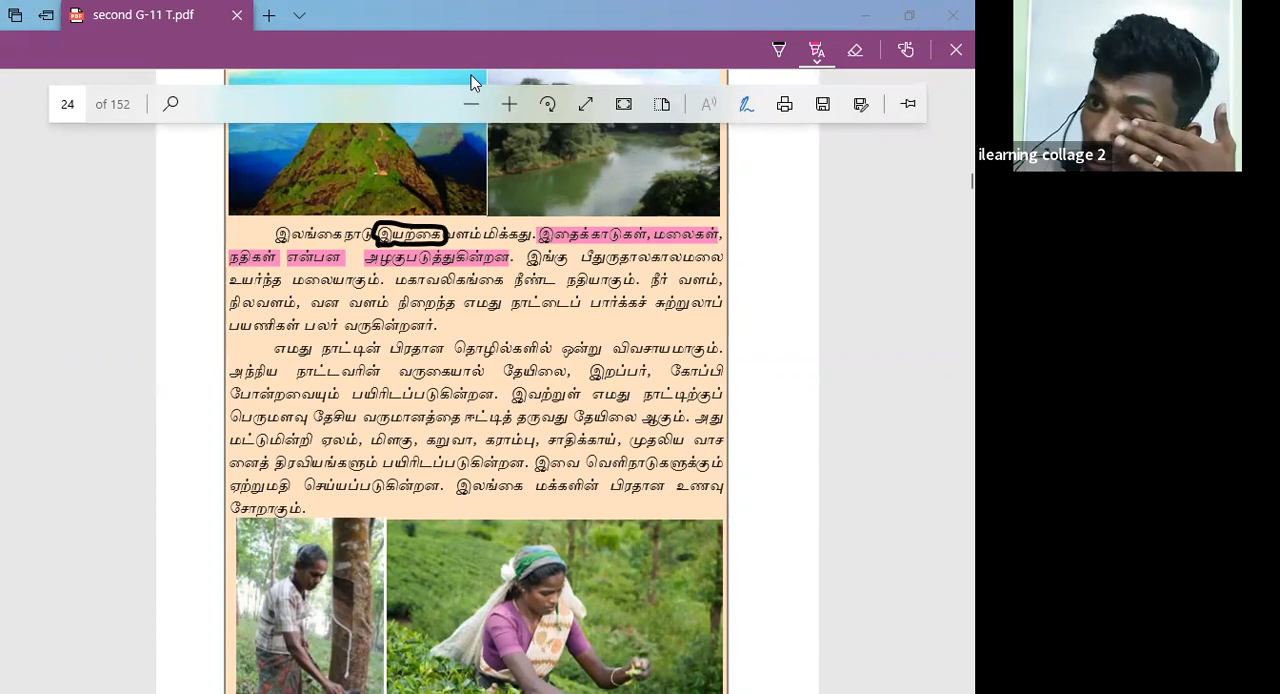 second G-11 T.pdf
24 of 152
ilearning collage 2
இலங்கை நாடு இயற்கை வளம் மிக்கது. இதைக்காடுகள், மலைகள்,
நதிகள் என்பன அழகுபடுத்துகின்றன. இங்கு பீதுருதாலகாலமலை
உயர்ந்த மலையாகும். மகாவலிகங்கை நீண்ட நதியாகும். நீர் வளம்,
நிலவளம், வன வளம் நிறைந்த எமது நாட்டைப் பார்க்கச் சுற்றுலாப்
பயணிகள் பலர் வருகின்றனர்.
எமது நாட்டின் பிரதான தொழில்களில் ஒன்று விவசாயமாகும்.
அந்நிய நாட்டவரின் வருகையால் தேயிலை, இறப்பர், கோப்பி
போன்றவையும் பயிரிடப்படுகின்றன. இவற்றுள் எமது நாட்டிற்குப்
பெருமளவு தேசிய வருமானத்தை ஈட்டித் தருவது தேயிலை ஆகும். அது
மட்டுமின்றி ஏலம், மிளகு, கறுவா, கராம்பு, சாதிக்காய், முதலிய வாச
னைத் திரவியங்களும் பயிரிடப்படுகின்றன. இவை வெளிநாடுகளுக்கும்
ஏற்றுமதி செய்யப்படுகின்றன. இலங்கை மக்களின் பிரதான உணவு
சோறாகும்.